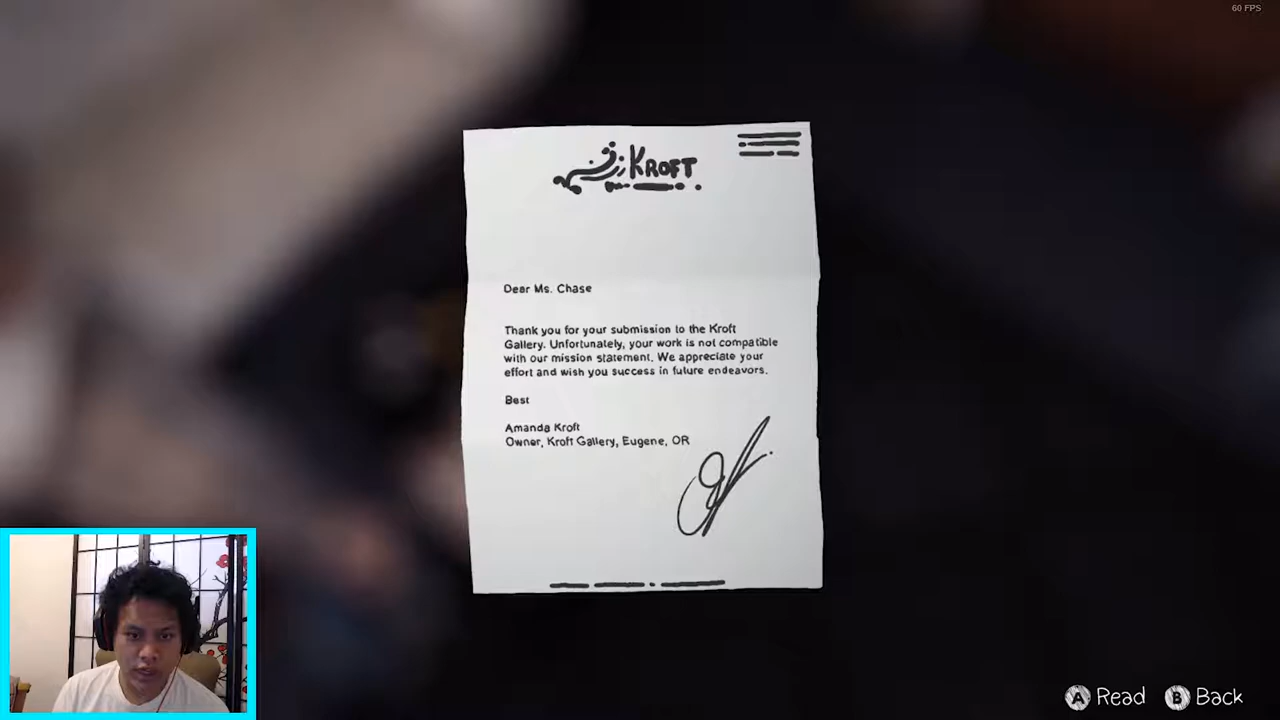 60 FPS
KROFT
Dear Ms. Chase
Thank you for your submission to the Kroft
Gallery. Unfortunately, your work is not compatible
with our mission statement. We appreciate your
effort and wish you success in future endeavors.
Best
Amanda Kroft
Owner, Kroft Gallery, Eugene, OR
A Read B Back